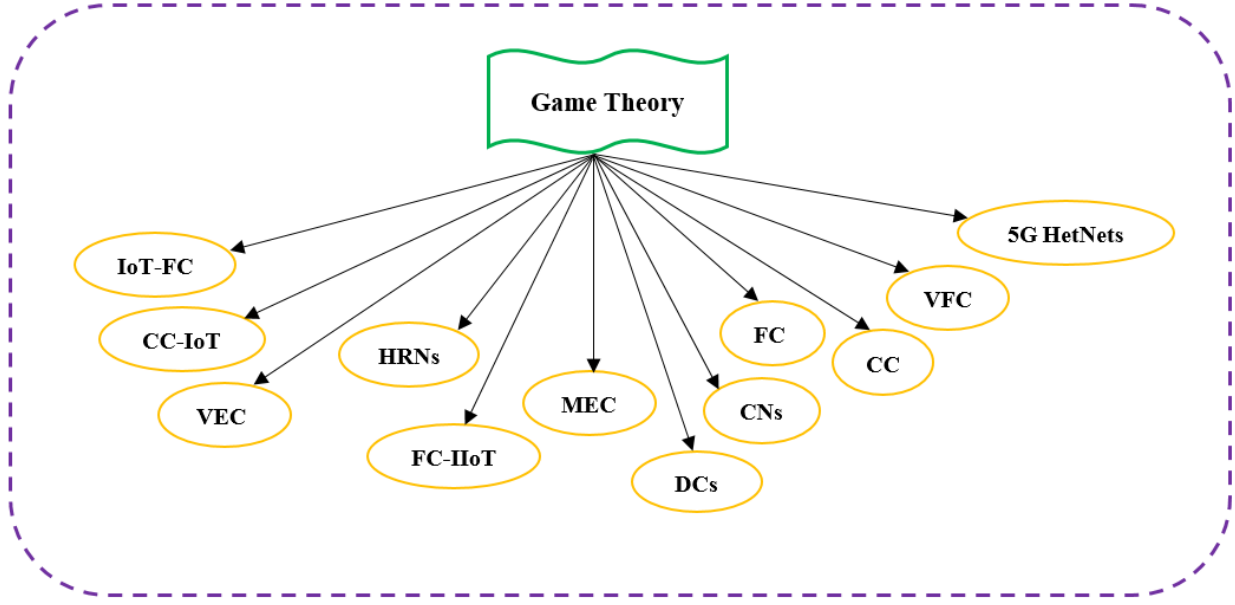 Game Theory
5G HetNets
IoT-FC
VFC
CC-IoT
FC
HRNs
CC
VEC
MEC
CNs
FC-IIoT
DCs